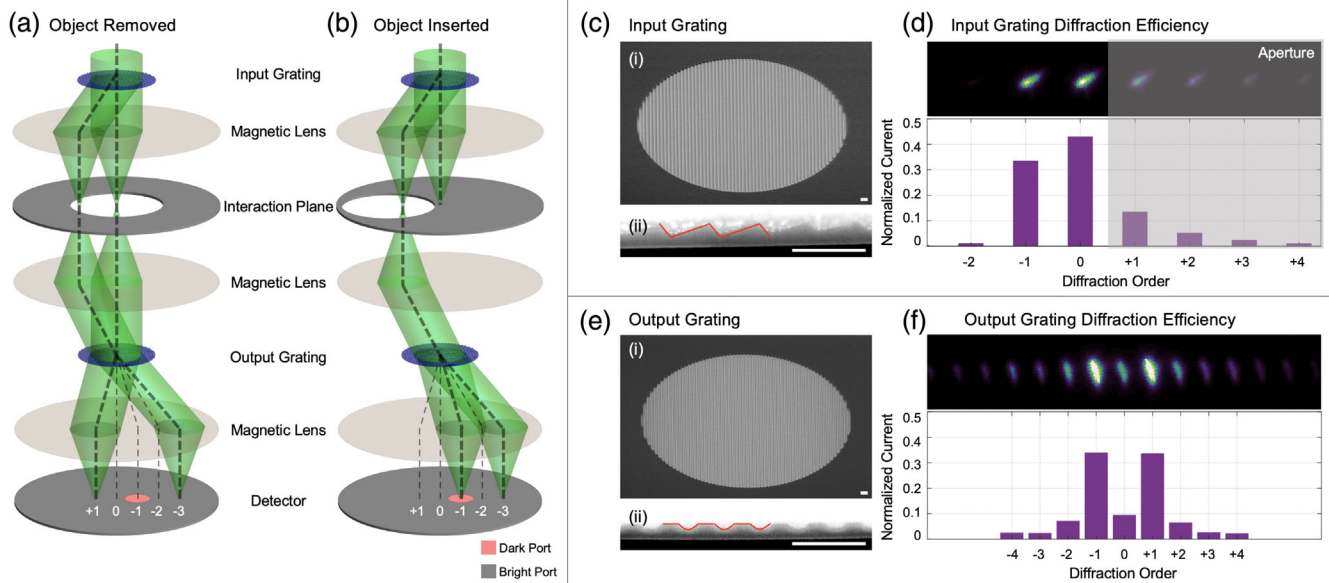 (a) Object Removed
(b) Object Inserted
Input Grating
Magnetic Lens
Interaction Plane
Magnetic Lens
Output Grating
Magnetic Lens
Detector
+1 0 -1 -2 -3
+1 0 -1 -2 -3
Dark Port
Bright Port
(c) Input Grating
(i)
(ii)
(d) Input Grating Diffraction Efficiency
Aperture
Normalized Current
0.5
0.4
0.3
0.2
0.1
0
-2 -1 0 +1 +2 +3 +4
Diffraction Order
(e) Output Grating
(i)
(ii)
(f) Output Grating Diffraction Efficiency
Normalized Current
0.5
0.4
0.3
0.2
0.1
0
-4 -3 -2 -1 0 +1 +2 +3 +4
Diffraction Order